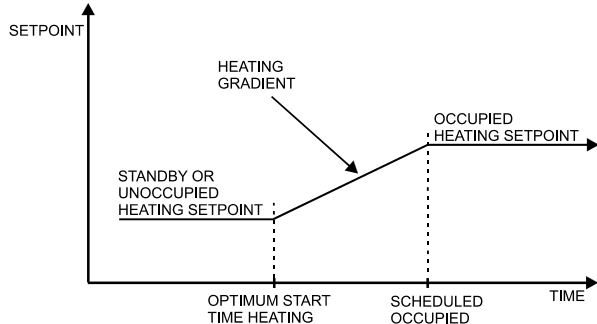 SETPOINT
HEATING
GRADIENT
OCCUPIED
HEATING SETPOINT
STANDBY OR
UNOCCUPIED
HEATING SETPOINT
OPTIMUM START
TIME HEATING
SCHEDULED
OCCUPIED
TIME